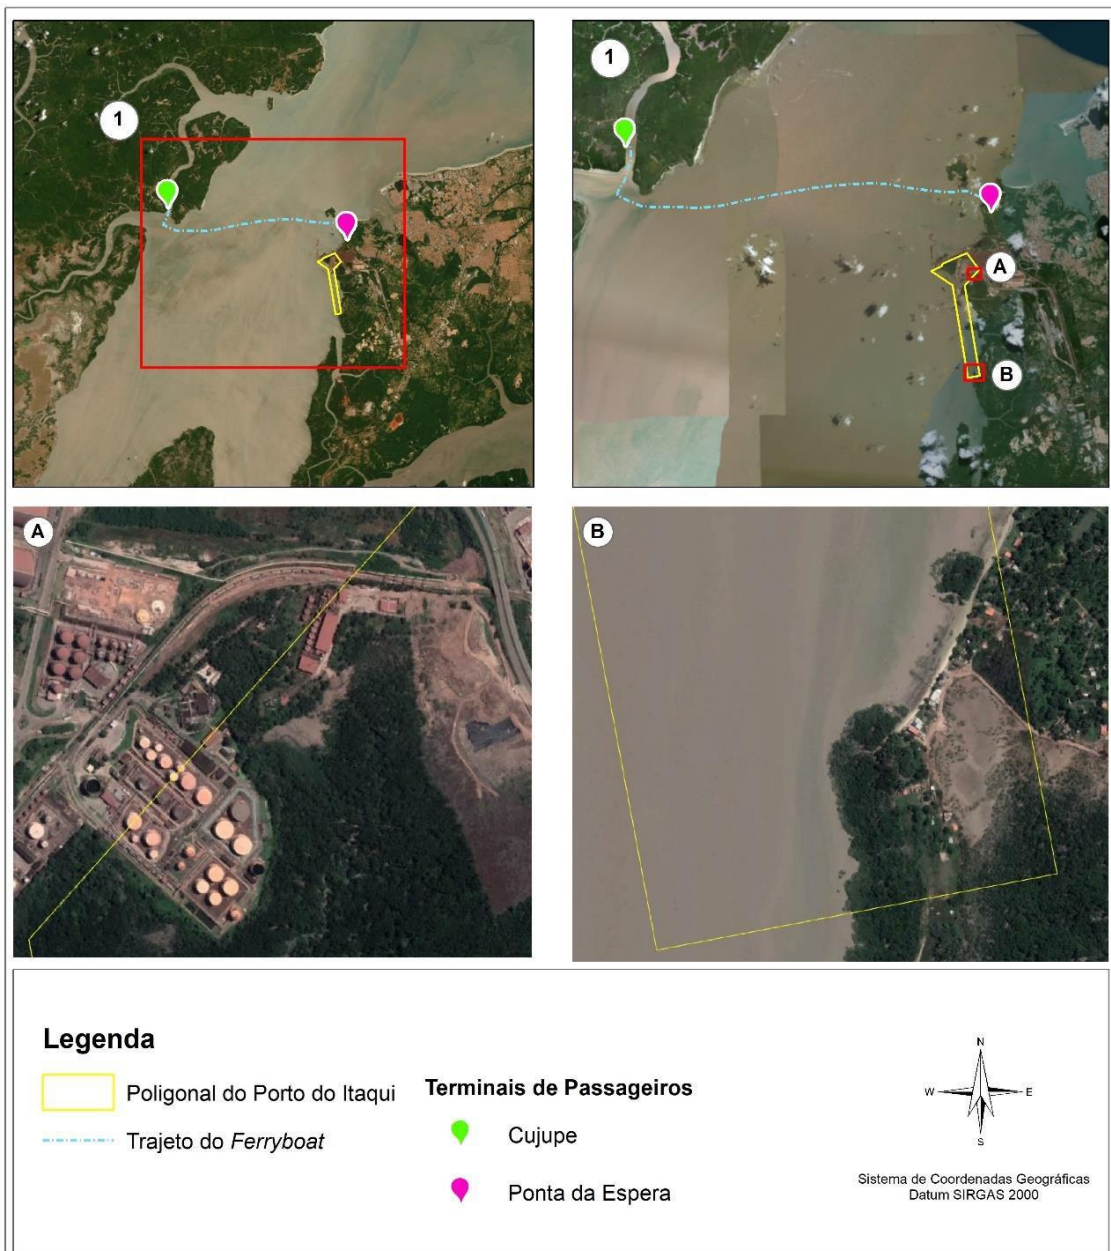 1
1
A
B
A
B
Legenda
Poligonal do Porto do Itaqui
Trajeto do Ferryboat
Terminais de Passageiros
Cujupe
Ponta da Espera
N
W
E
S
Sistema de Coordenadas Geográficas
Datum SIRGAS 2000